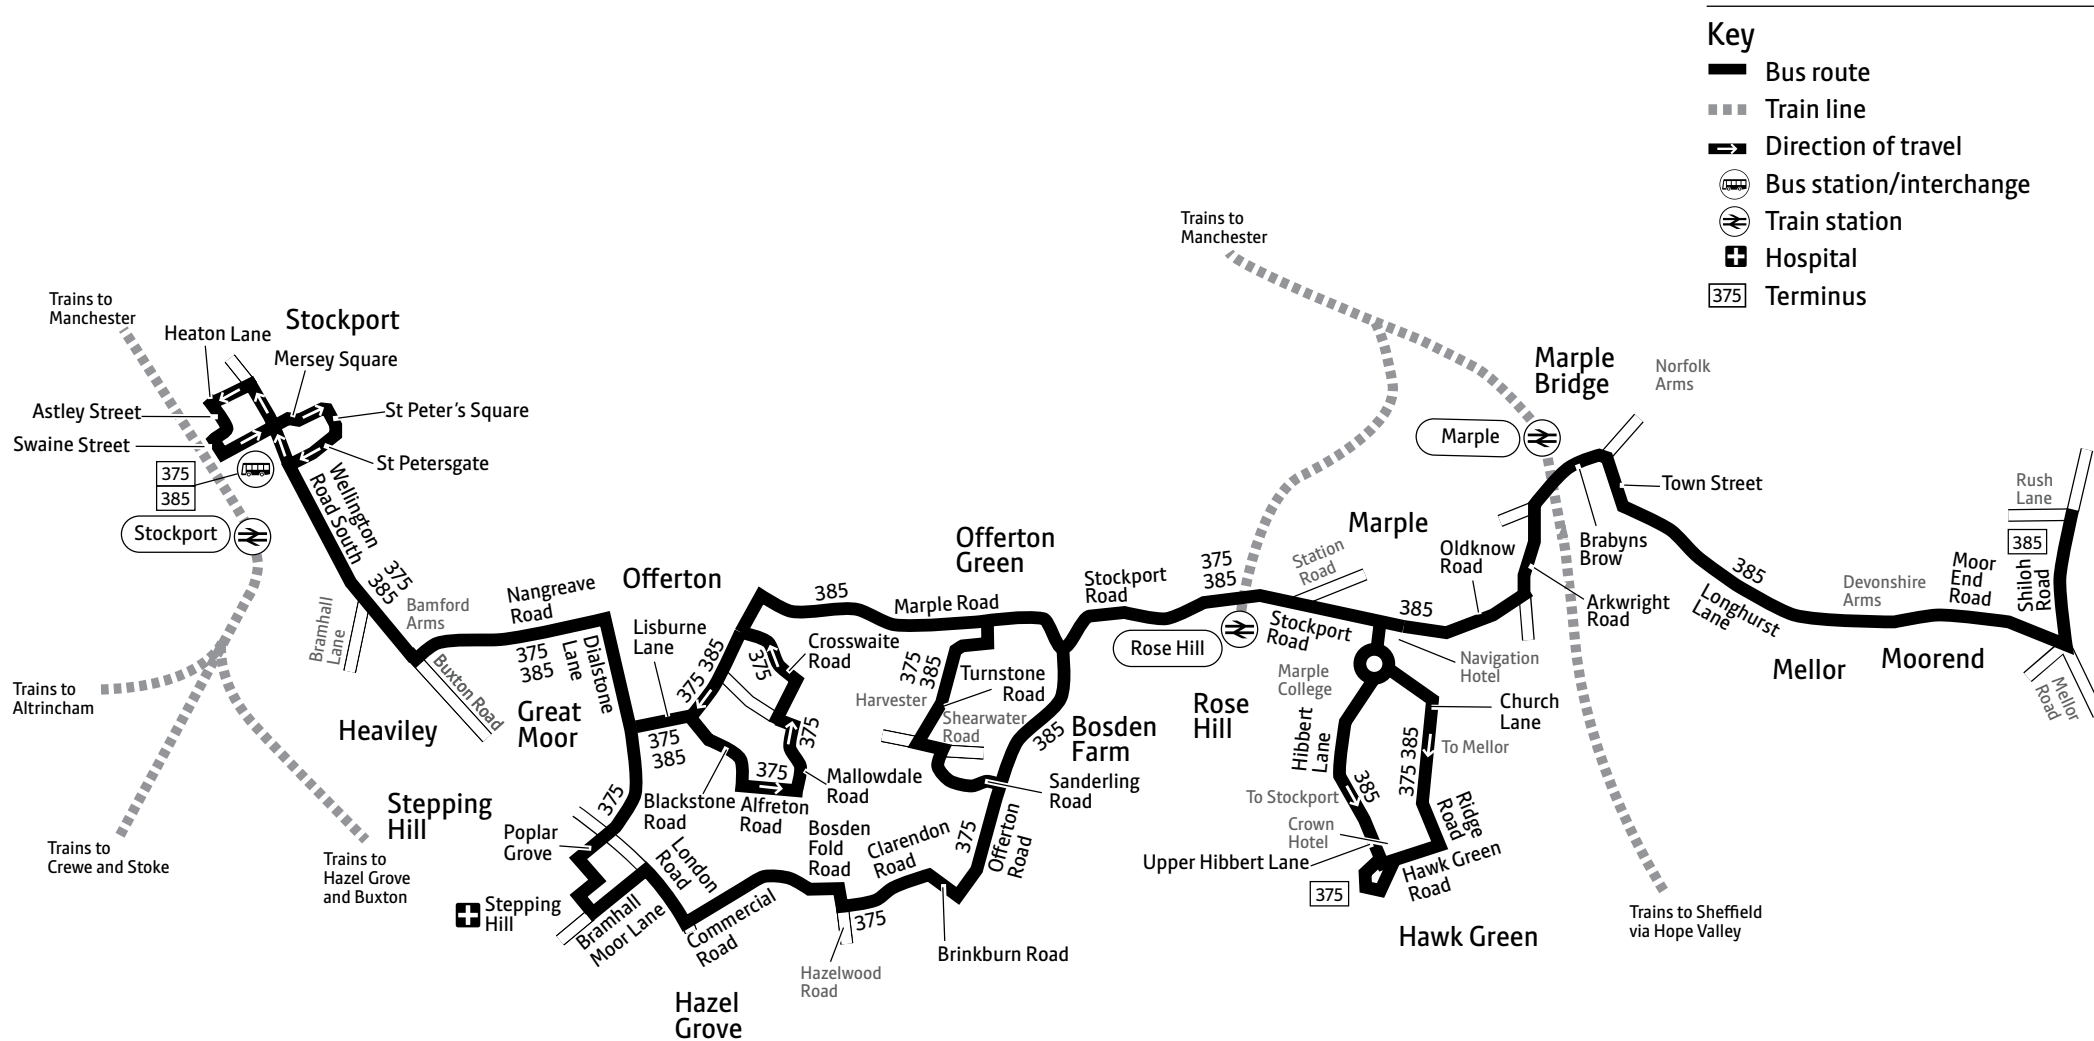 Key
Bus route
Train line
Direction of travel
Bus station/interchange
Train station
Hospital
375 Terminus
Trains to
Manchester
Trains to
Manchester
Heaton Lane
Stockport
Mersey Square
Astley Street
St Peter's Square
Swaine Street
St Petersgate
375
385
Stockport
Wellington
Road South
375
385
Bramhall
Lane
Bamford
Arms
Buxton Road
Heaviley
Trains to
Altrincham
Trains to
Crewe and Stoke
Trains to
Hazel Grove
and Buxton
Nangreave
Road
375
385
Dialstone
Lane
Great
Moor
Offerton
Lisburne
Lane
375
385
375 385
Crosswaite
Road
375
375
375
Mallowdale
Road
Blackstone
Road
Alfreton
Road
Stepping
Hill
375
Poplar
Grove
Stepping
Hill
London
Road
Bramhall
Moor Lane
Commercial
Road
Hazel
Grove
Bosden
Fold
Road
Clarendon
Road
375
Hazelwood
Road
Brinkburn Road
375
Offerton
Road
385
Marple Road
Offerton
Green
375
385
Turnstone
Road
Harvester
Shearwater
Road
Sanderling
Road
385
Bosden
Farm
Stockport
Road
375
385
Rose Hill
Rose
Hill
Station
Road
Stockport
Road
Marple
385
Oldknow
Road
Navigation
Hotel
Marple
College
Hibbert
Lane
385
375 385
Church
Lane
To Mellor
To Stockport
Crown
Hotel
Upper Hibbert Lane
375
Ridge
Road
Hawk Green
Road
Hawk Green
Marple
Marple
Bridge
Norfolk
Arms
Town Street
Brabyns
Brow
Arkwright
Road
Trains to Sheffield
via Hope Valley
385
Longhurst
Lane
Mellor
Devonshire
Arms
Moorend
Moor
End
Road
Rush
Lane
385
Shiloh
Road
Mellor
Road